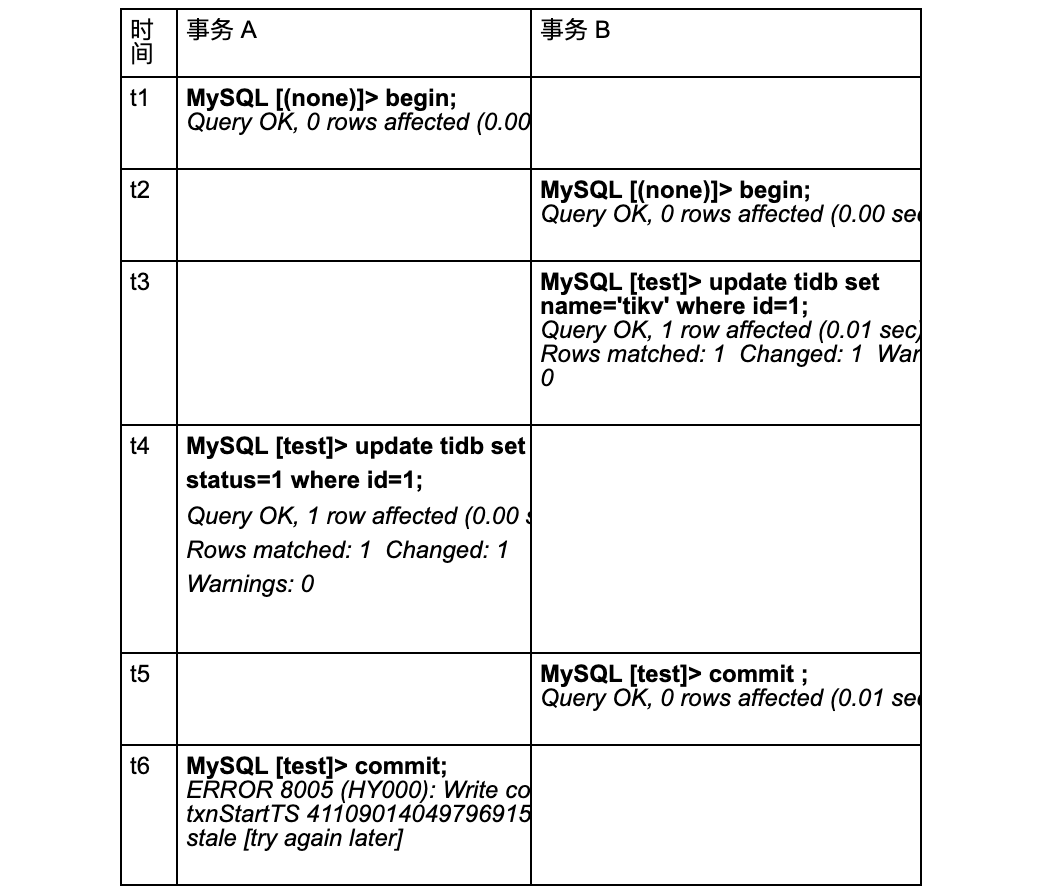 时
间
事务 A
事务 B
t1
MySQL [(none)]> begin;
Query OK, 0 rows affected (0.00
t2
MySQL [(none)]> begin;
Query OK, 0 rows affected (0.00
t3
MySQL [test]> update tidb set
name='tikv' where id=1;
Query OK, 1 row affected (0.01 sec)
Rows matched: 1 Changed: 1
0
t4
MySQL [test]> update tidb set
status=1 where id=1;
Query OK, 1 row affected (0.00
Rows matched: 1 Changed: 1
Warnings: 0
t5
MySQL [test]> commit ;
Query OK, 0 rows affected (0.01
t6
MySQL [test]> commit;
ERROR 8005 (HY000): Write
txnStartTS 41109014049796915
stale [try again later]